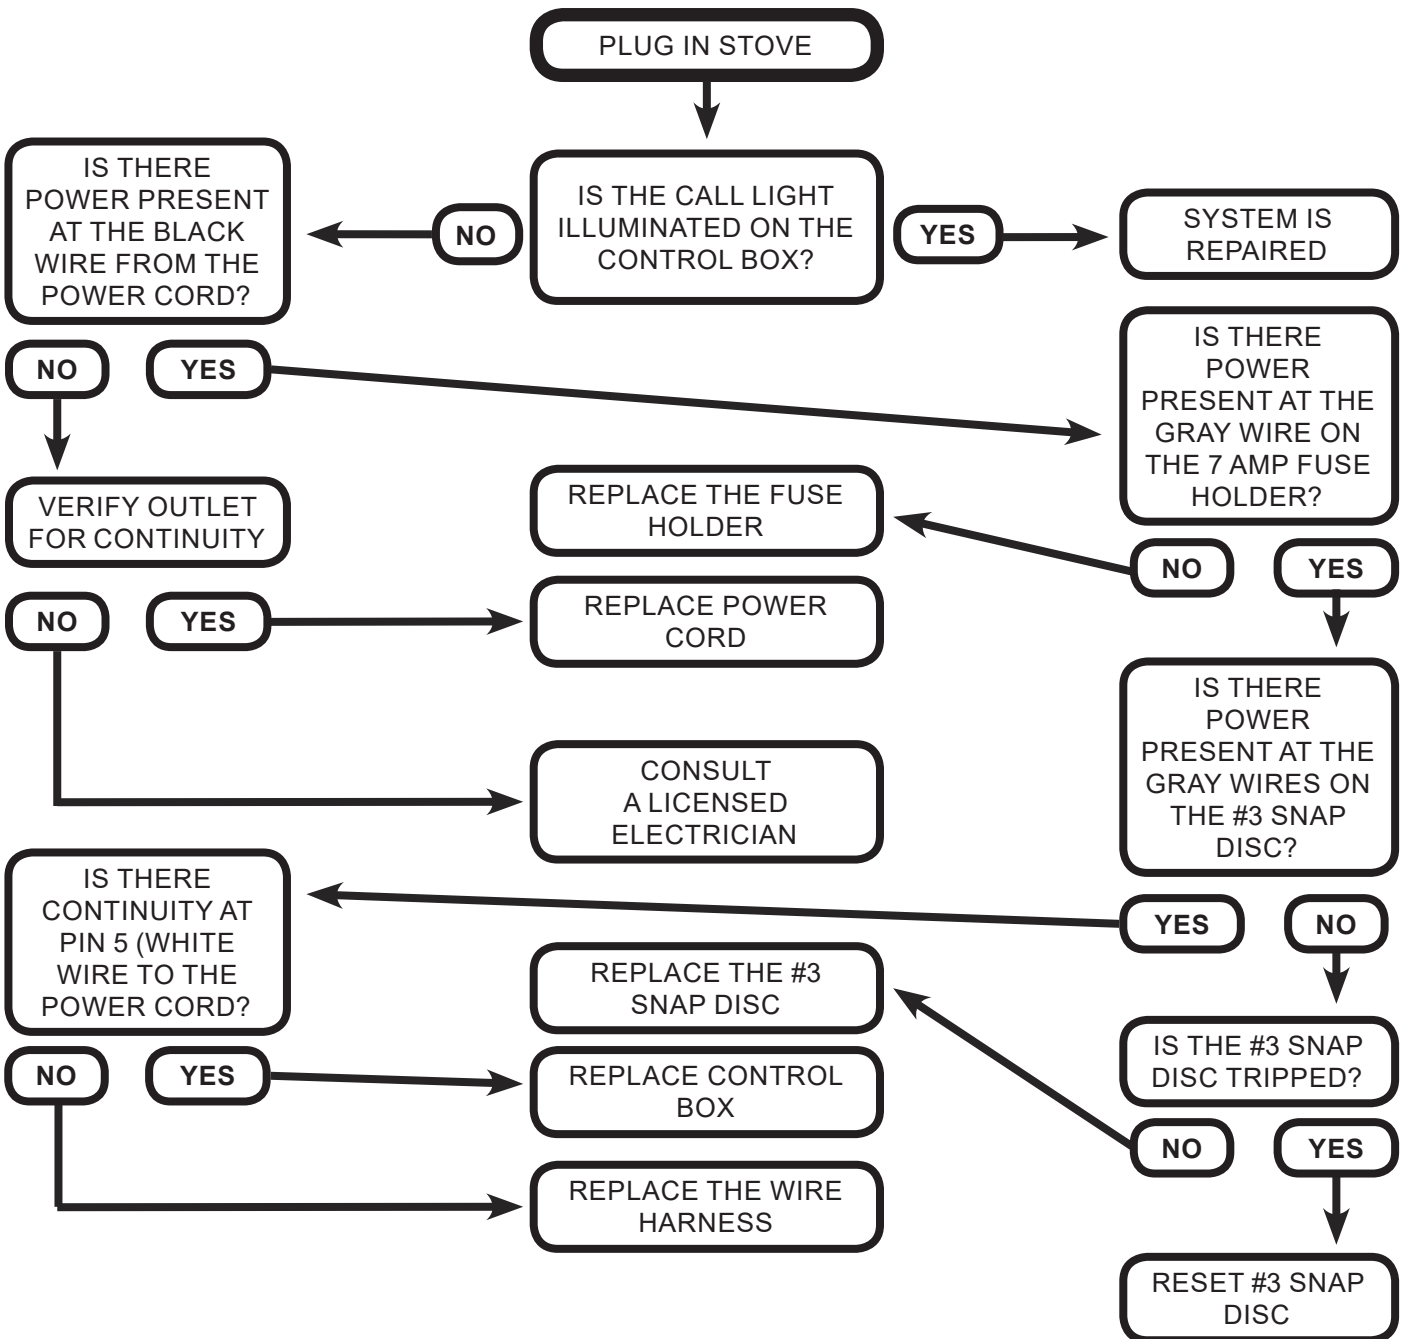 PLUG IN STOVE
IS THE CALL LIGHT
ILLUMINATED ON THE
CONTROL BOX?
NO
YES
SYSTEM IS
REPAIRED
IS THERE
POWER PRESENT
AT THE BLACK
WIRE FROM THE
POWER CORD?
NO
YES
IS THERE
POWER
PRESENT AT THE
GRAY WIRE ON
THE 7 AMP FUSE
HOLDER?
VERIFY OUTLET
FOR CONTINUITY
REPLACE THE FUSE
HOLDER
NO
YES
NO
YES
REPLACE POWER
CORD
IS THERE
POWER
PRESENT AT THE
GRAY WIRES ON
THE #3 SNAP
DISC?
CONSULT
A LICENSED
ELECTRICIAN
IS THERE
CONTINUITY AT
PIN 5 (WHITE
WIRE TO THE
POWER CORD?
YES
NO
REPLACE THE #3
SNAP DISC
IS THE #3 SNAP
DISC TRIPPED?
NO
YES
REPLACE CONTROL
BOX
NO
YES
REPLACE THE WIRE
HARNESS
RESET #3 SNAP
DISC